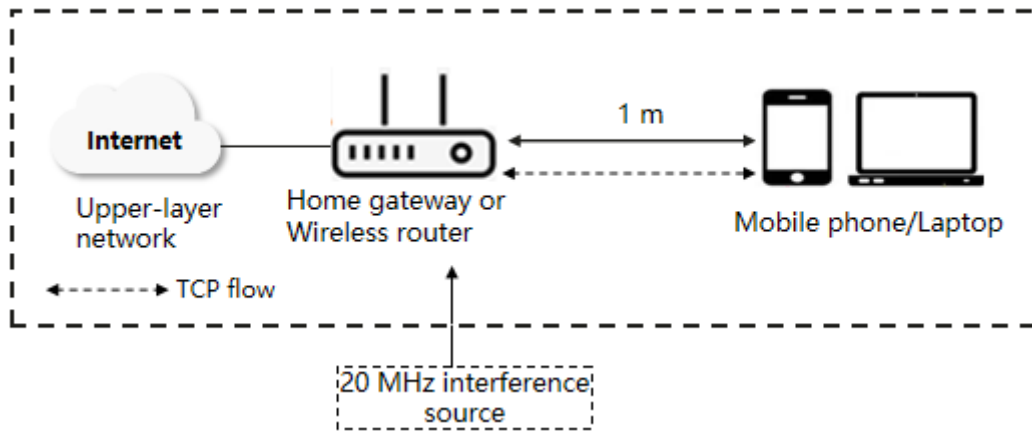 Internet
1 m
Upper-layer
network
Home gateway or
Wireless router
Mobile phone/Laptop
TCP flow
20 MHz interference
source